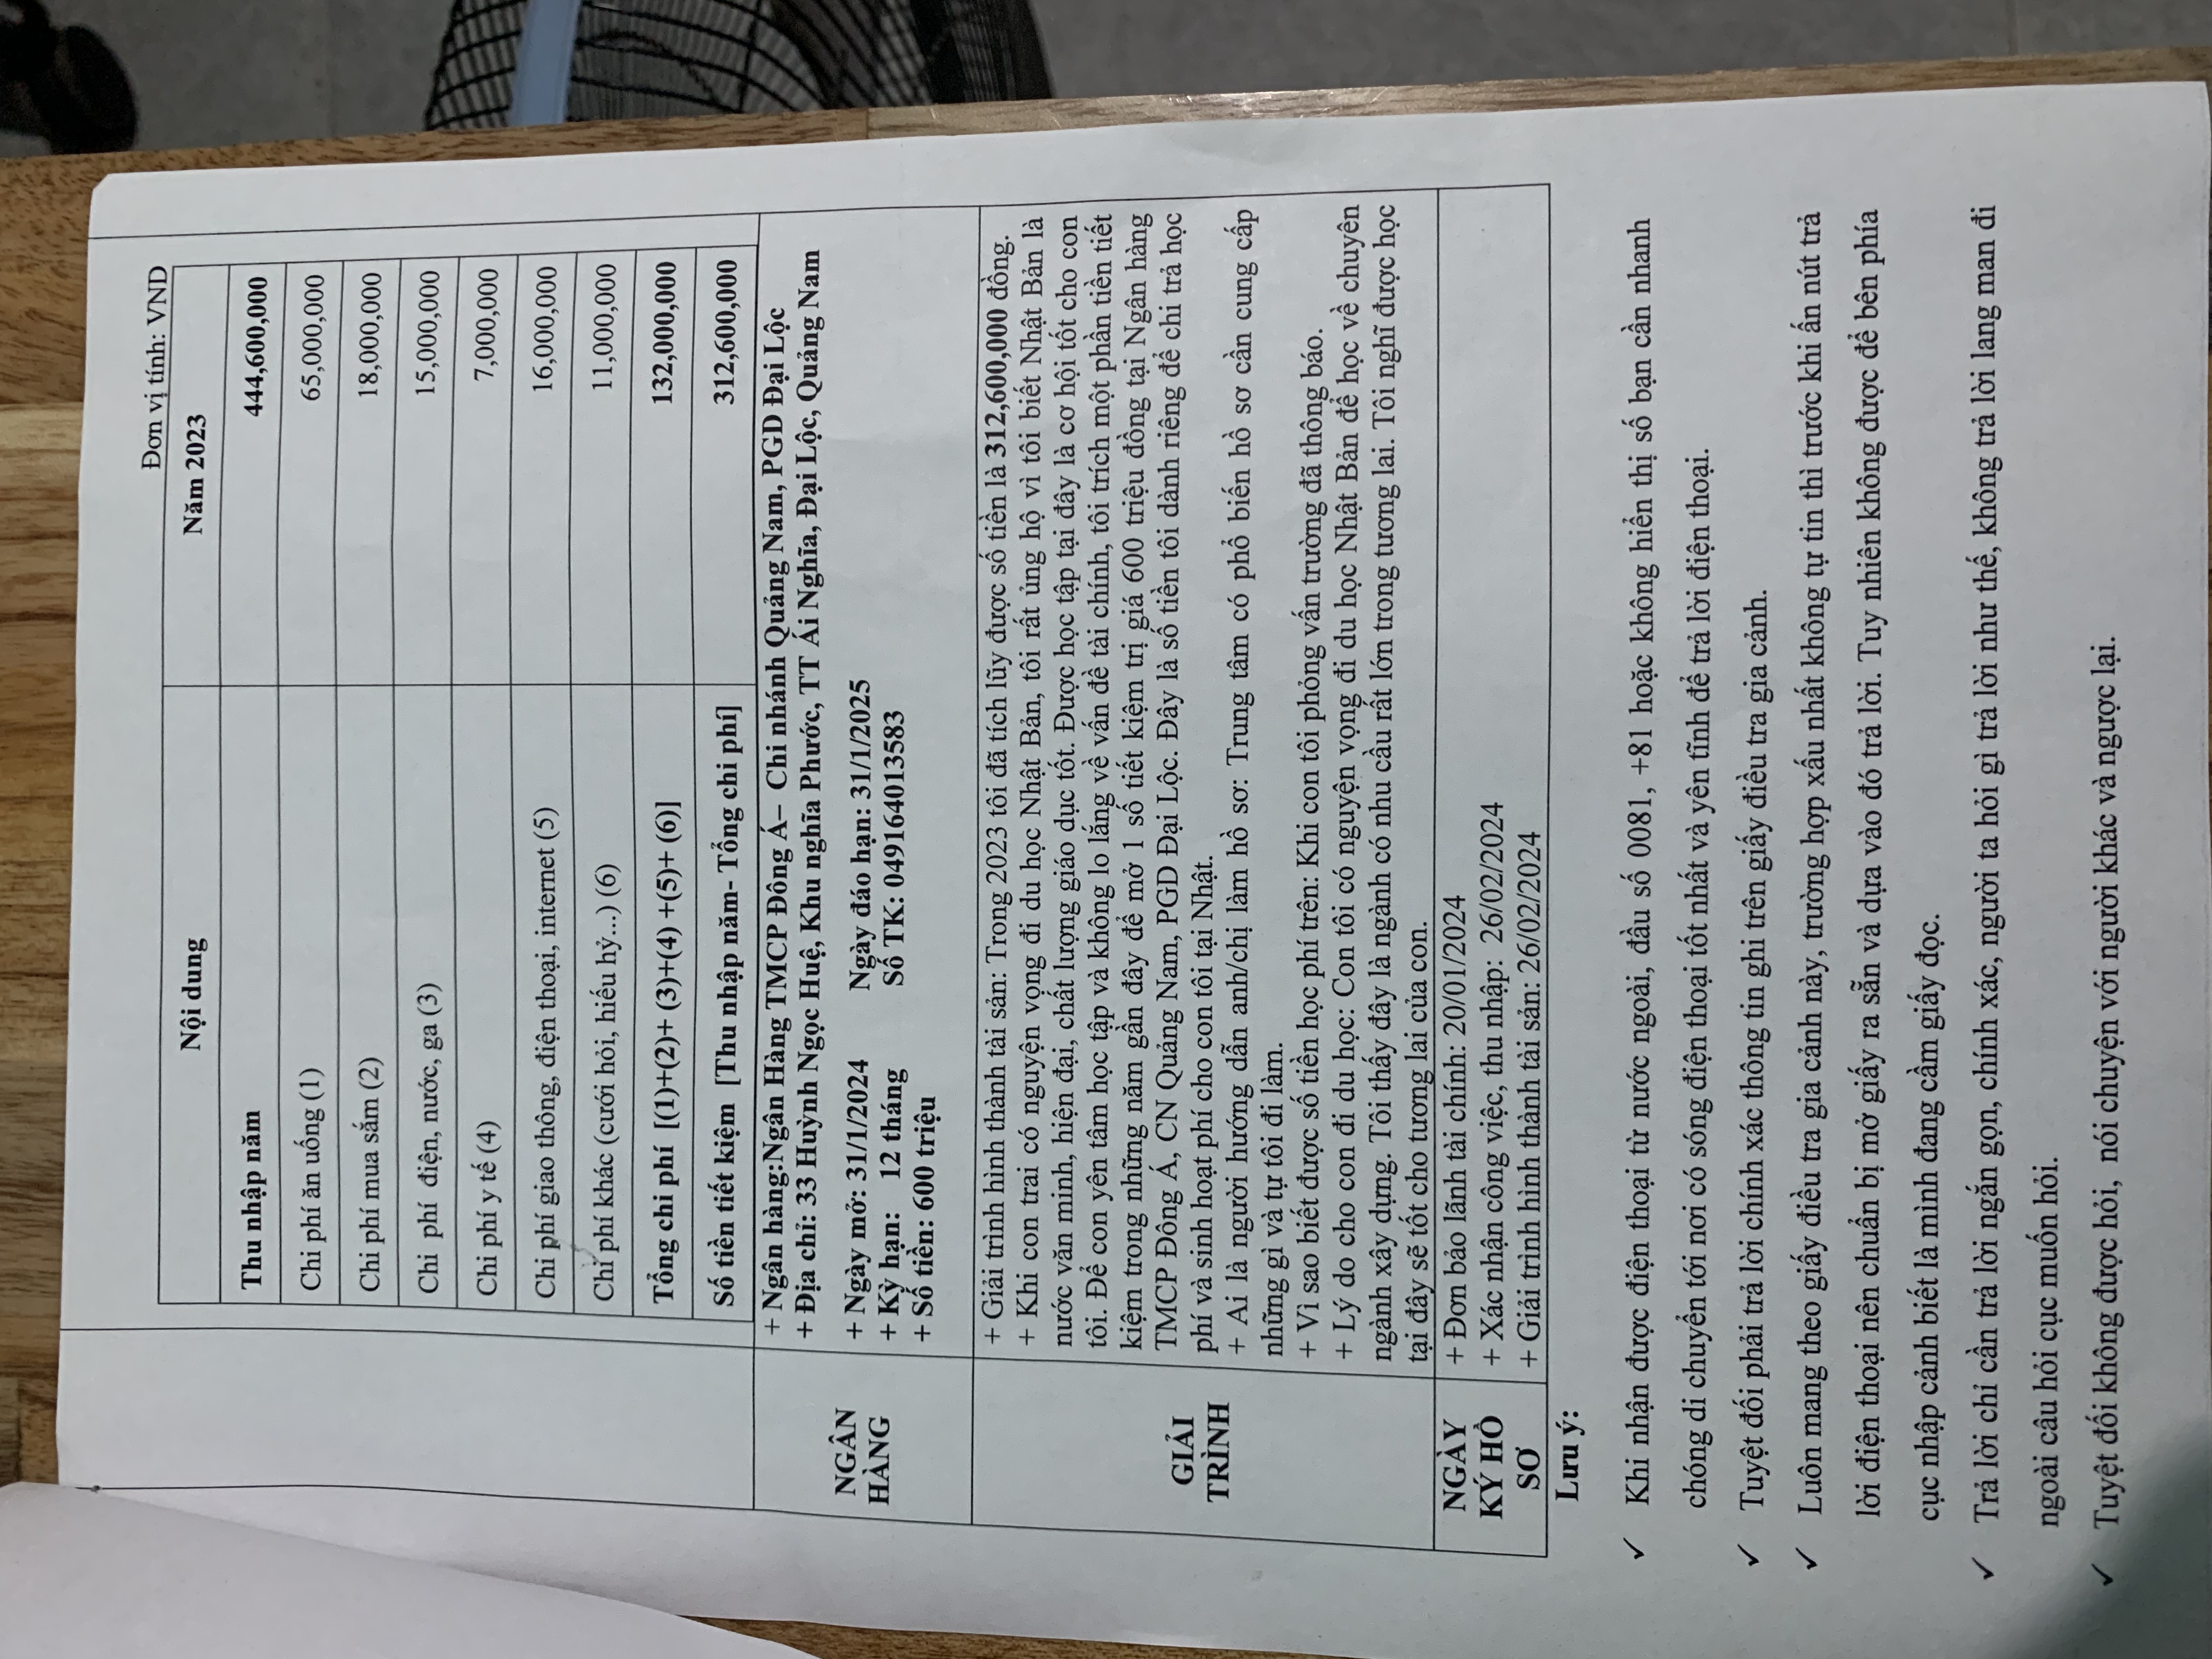 Đơn vị tính: VND
Nội dung Năm 2023
Thu nhập năm 444,600,000
Chi phí ăn uống (1) 65,000,000
Chi phí mua sắm (2) 18,000,000
Chi phí điện, nước, ga (3) 15,000,000
Chi phí y tế (4) 7,000,000
Chi phí giao thông, điện thoại, internet (5) 16,000,000
Chi phí khác (cưới hỏi, hiếu hỷ...) (6) 11,000,000
Tổng chi phí [(1)+(2)+ (3)+(4) +(5)+ (6)] 132,000,000
Số tiền tiết kiệm [Thu nhập năm- Tổng chi phí] 312,600,000
NGÂN
HÀNG
+ Ngân hàng:Ngân Hàng TMCP Đông Á– Chi nhánh Quảng Nam, PGD Đại Lộc
+ Địa chỉ: 33 Huỳnh Ngọc Huệ, Khu nghĩa Phước, TT Ái Nghĩa, Đại Lộc, Quảng Nam
+ Ngày mở: 31/1/2024 Ngày đáo hạn: 31/1/2025
+ Kỳ hạn: 12 tháng Số TK: 049164013583
+ Số tiền: 600 triệu
GIẢI
TRÌNH
+ Giải trình hình thành tài sản: Trong 2023 tôi đã tích lũy được số tiền là 312,600,000 đồng.
+ Khi con trai có nguyện vọng đi du học Nhật Bản, tôi rất ủng hộ vì tôi biết Nhật Bản là
nước văn minh, hiện đại, chất lượng giáo dục tốt. Được học tập tại đây là cơ hội tốt cho con
tôi. Để con yên tâm học tập và không lo lắng về vấn đề tài chính, tôi trích một phần tiền tiết
kiệm trong những năm gần đây để mở 1 số tiết kiệm trị giá 600 triệu đồng tại Ngân hàng
TMCP Đông Á, CN Quảng Nam, PGD Đại Lộc. Đây là số tiền tôi dành riêng để chi trả học
phí và sinh hoạt phí cho con tôi tại Nhật.
+ Ai là người hướng dẫn anh/chị làm hồ sơ: Trung tâm có phổ biến hồ sơ cần cung cấp
những gì và tự tôi đi làm.
+ Vì sao biết được số tiền học phí trên: Khi con tôi phỏng vấn trường đã thông báo.
+ Lý do cho con đi du học: Con tôi có nguyện vọng đi du học Nhật Bản để học về chuyên
ngành xây dựng. Tôi thấy đây là ngành có nhu cầu rất lớn trong tương lai. Tôi nghĩ được học
tại đây sẽ tốt cho tương lai của con.
NGÀY
KÝ HỒ
SƠ
+ Đơn bảo lãnh tài chính: 20/01/2024
+ Xác nhận công việc, thu nhập: 26/02/2024
+ Giải trình hình thành tài sản: 26/02/2024
Lưu ý:
✓ Khi nhận được điện thoại từ nước ngoài, đầu số 0081, +81 hoặc không hiển thị số bạn cần nhanh
chóng di chuyển tới nơi có sóng điện thoại tốt nhất và yên tĩnh để trả lời điện thoại.
✓ Tuyệt đối phải trả lời chính xác thông tin ghi trên giấy điều tra gia cảnh.
✓ Luôn mang theo giấy điều tra gia cảnh này, trường hợp xấu nhất không tự tin thì trước khi ấn nút trả
lời điện thoại nên chuẩn bị mở giấy ra sẵn và dựa vào đó trả lời. Tuy nhiên không được để bên phía
cục nhập cảnh biết là mình đang cầm giấy đọc.
✓ Trả lời chỉ cần trả lời ngắn gọn, chính xác, người ta hỏi gì trả lời như thế, không trả lời lang man đi
ngoài câu hỏi cục muốn hỏi.
✓ Tuyệt đối không được hỏi, nói chuyện với người khác và ngược lại.